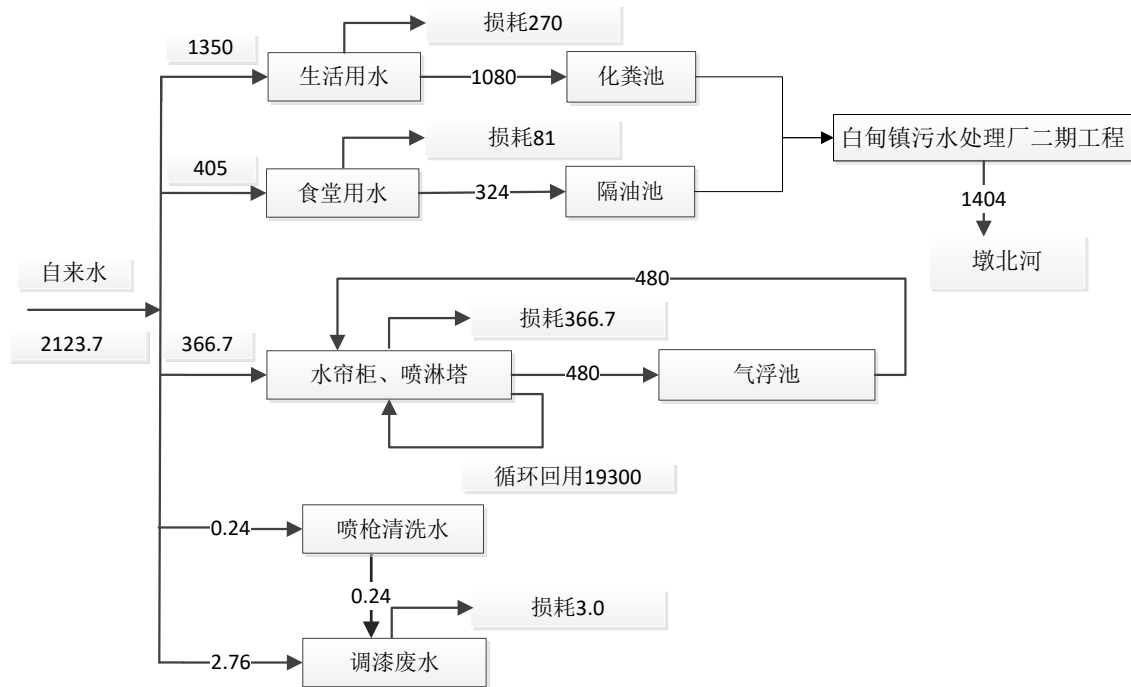 损耗270
1350
生活用水
1080
化粪池
白甸镇污水处理厂二期工程
损耗81
405
食堂用水
324
隔油池
1404
墩北河
自来水
2123.7
480
损耗366.7
366.7
水帘柜、喷淋塔
480
气浮池
循环回用19300
0.24
喷枪清洗水
0.24
损耗3.0
2.76
调漆废水